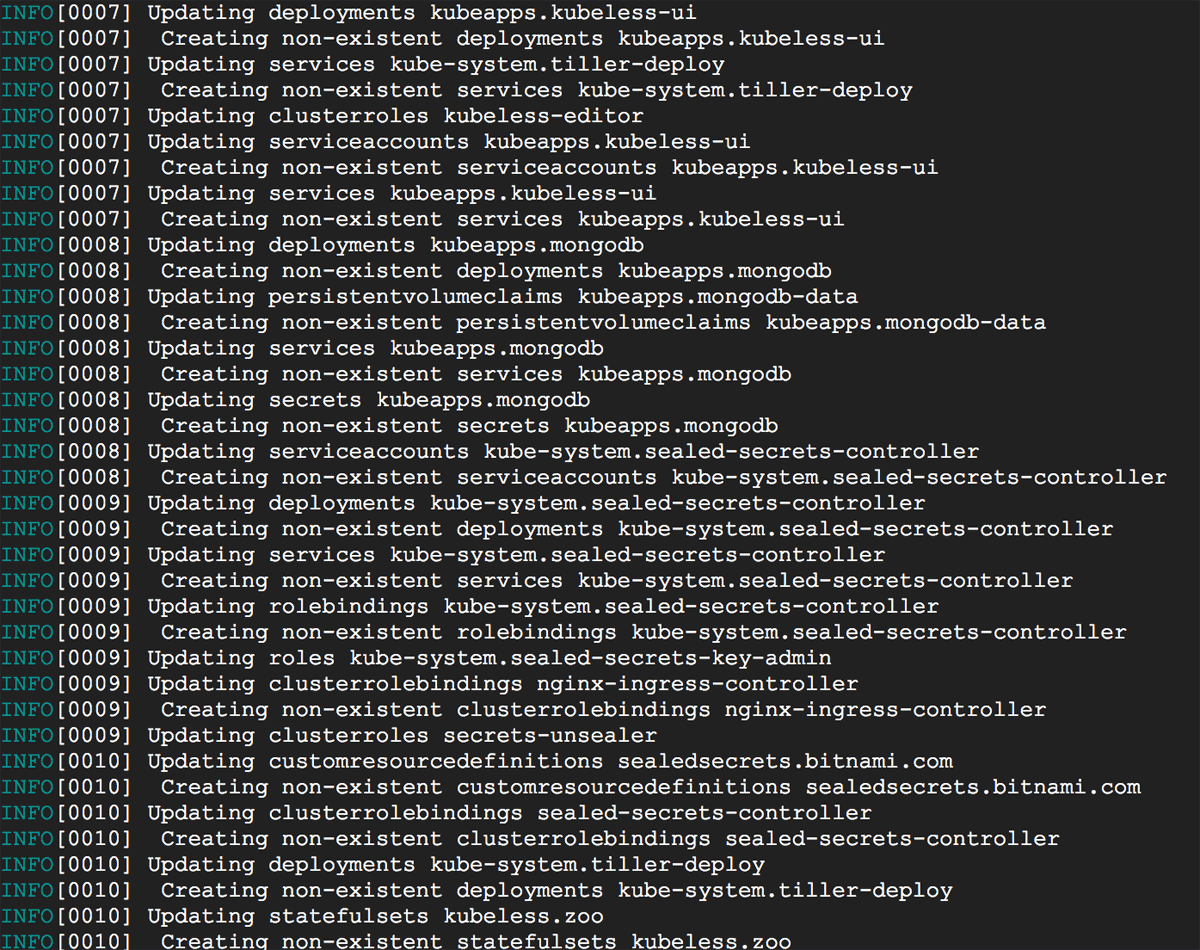 INFO[0007] Updating deployments kubeapps.kubeless-ui
INFO[0007]  Creating non-existent deployments kubeapps.kubeless-ui
INFO[0007] Updating services kube-system.tiller-deploy
INFO[0007]  Creating non-existent services kube-system.tiller-deploy
INFO[0007] Updating clusterroles kubeless-editor
INFO[0007] Updating serviceaccounts kubeapps.kubeless-ui
INFO[0007]  Creating non-existent serviceaccounts kubeapps.kubeless-ui
INFO[0007] Updating services kubeapps.kubeless-ui
INFO[0007]  Creating non-existent services kubeapps.kubeless-ui
INFO[0008] Updating deployments kubeapps.mongodb
INFO[0008]  Creating non-existent deployments kubeapps.mongodb
INFO[0008] Updating persistentvolumeclaims kubeapps.mongodb-data
INFO[0008]  Creating non-existent persistentvolumeclaims kubeapps.mongodb-data
INFO[0008] Updating services kubeapps.mongodb
INFO[0008]  Creating non-existent services kubeapps.mongodb
INFO[0008] Updating secrets kubeapps.mongodb
INFO[0008]  Creating non-existent secrets kubeapps.mongodb
INFO[0008] Updating serviceaccounts kube-system.sealed-secrets-controller
INFO[0008]  Creating non-existent serviceaccounts kube-system.sealed-secrets-controller
INFO[0009] Updating deployments kube-system.sealed-secrets-controller
INFO[0009]  Creating non-existent deployments kube-system.sealed-secrets-controller
INFO[0009] Updating services kube-system.sealed-secrets-controller
INFO[0009]  Creating non-existent services kube-system.sealed-secrets-controller
INFO[0009] Updating rolebindings kube-system.sealed-secrets-controller
INFO[0009]  Creating non-existent rolebindings kube-system.sealed-secrets-controller
INFO[0009] Updating roles kube-system.sealed-secrets-key-admin
INFO[0009] Updating clusterrolebindings nginx-ingress-controller
INFO[0009]  Creating non-existent clusterrolebindings nginx-ingress-controller
INFO[0009] Updating clusterroles secrets-unsealer
INFO[0010] Updating customresourcedefinitions sealedsecrets.bitnami.com
INFO[0010]  Creating non-existent customresourcedefinitions sealedsecrets.bitnami.com
INFO[0010] Updating clusterrolebindings sealed-secrets-controller
INFO[0010]  Creating non-existent clusterrolebindings sealed-secrets-controller
INFO[0010] Updating deployments kube-system.tiller-deploy
INFO[0010]  Creating non-existent deployments kube-system.tiller-deploy
INFO[0010] Updating statefulsets kubeless.zoo
INFO[0010]  Creating non-existent statefulsets kubeless.zoo